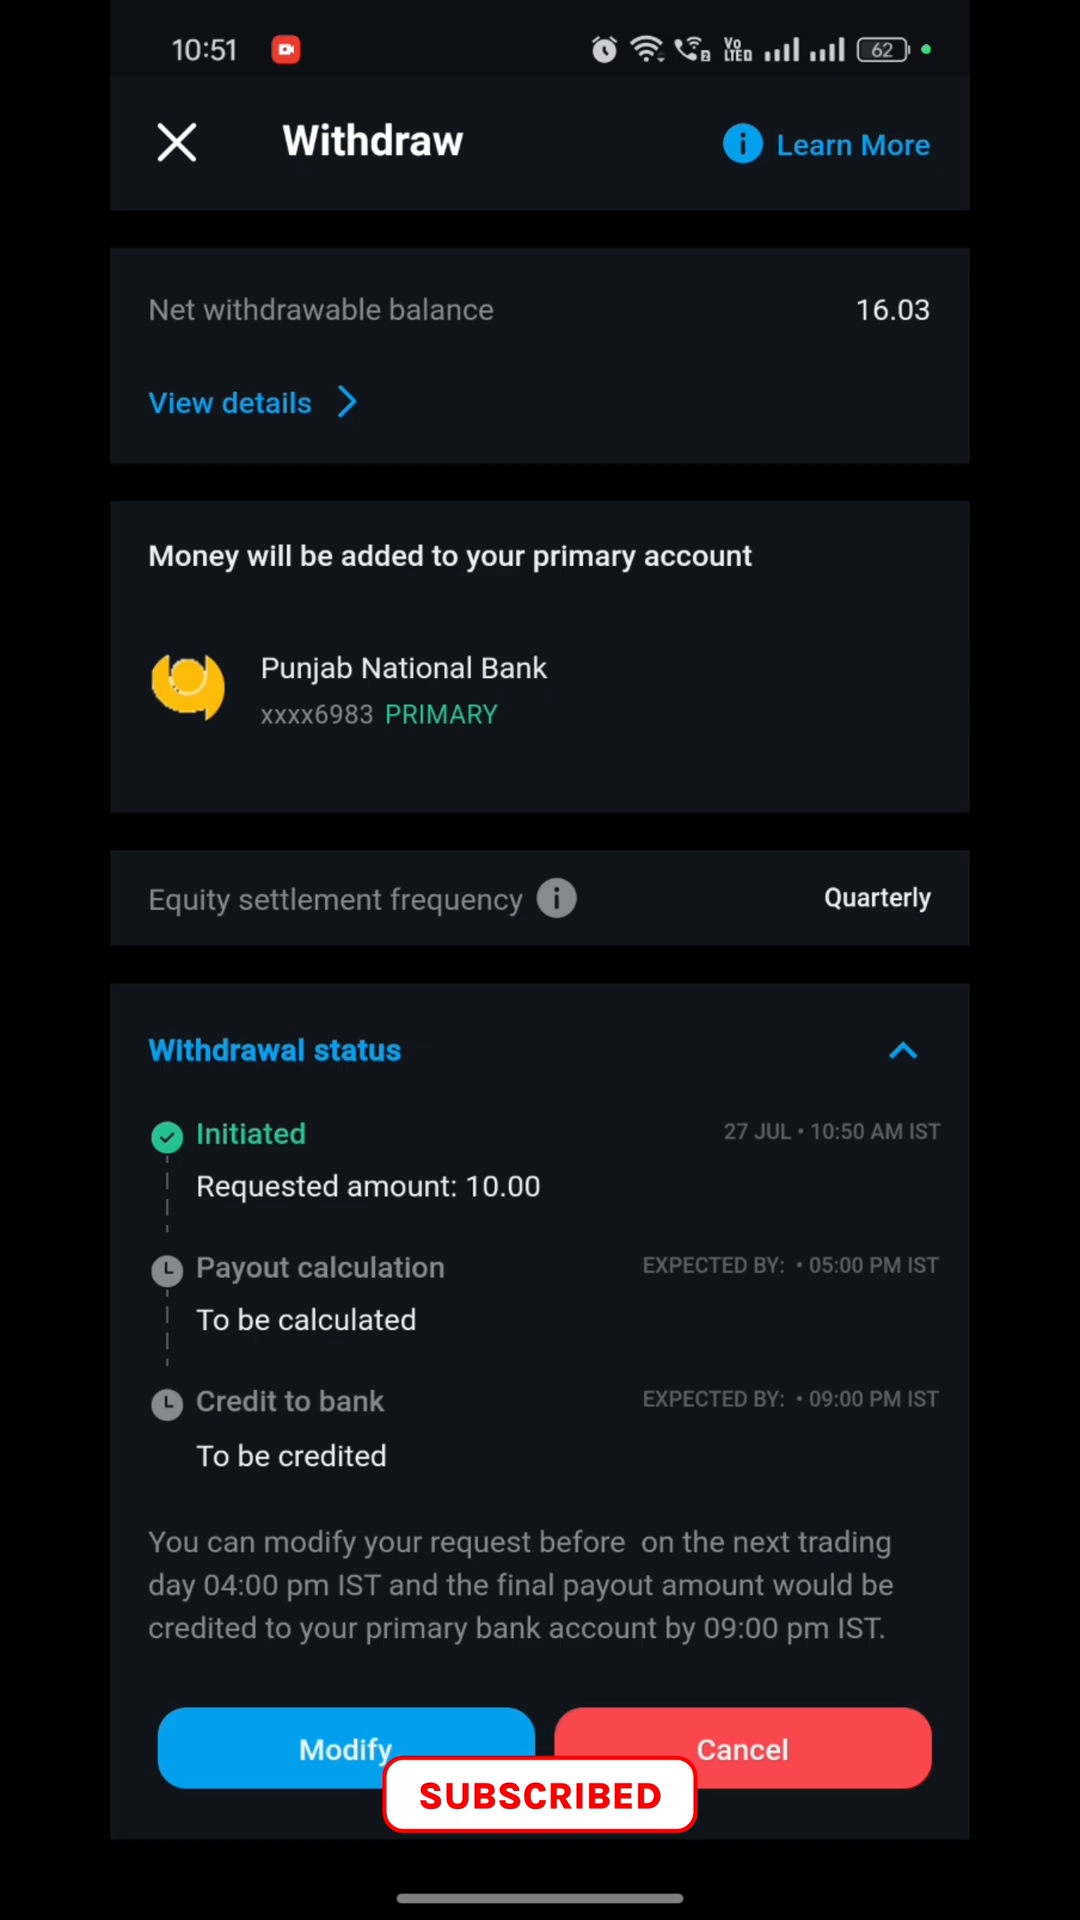 10:51
Vo LTED
62
Withdraw
Learn More
Net withdrawable balance 16.03
View details
Money will be added to your primary account
Punjab National Bank
xxxx6983 PRIMARY
Equity settlement frequency Quarterly
Withdrawal status
Initiated 27 JUL • 10:50 AM IST
Requested amount: 10.00
Payout calculation EXPECTED BY: • 05:00 PM IST
To be calculated
Credit to bank EXPECTED BY: • 09:00 PM IST
To be credited
You can modify your request before on the next trading
day 04:00 pm IST and the final payout amount would be
credited to your primary bank account by 09:00 pm IST.
Modify Cancel
SUBSCRIBED